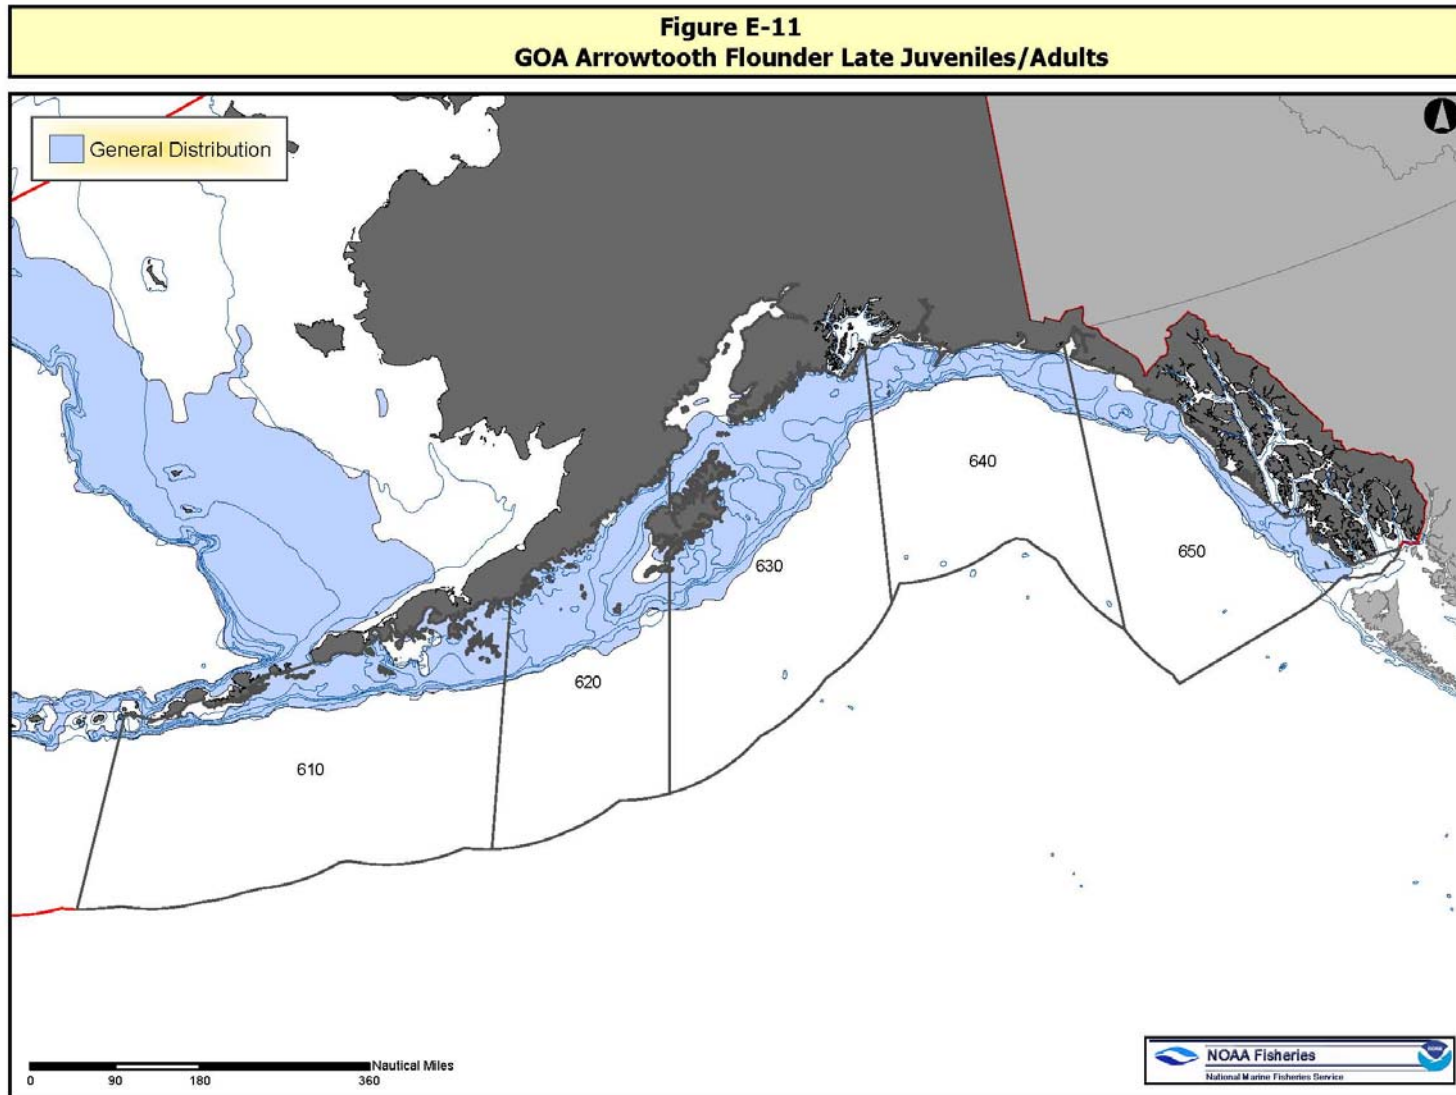 Figure E-11
GOA Arrowtooth Flounder Late Juveniles/Adults
General Distribution
640
650
630
620
610
Nautical Miles
0 90 180 360
NOAA Fisheries
National Marine Fisheries Service